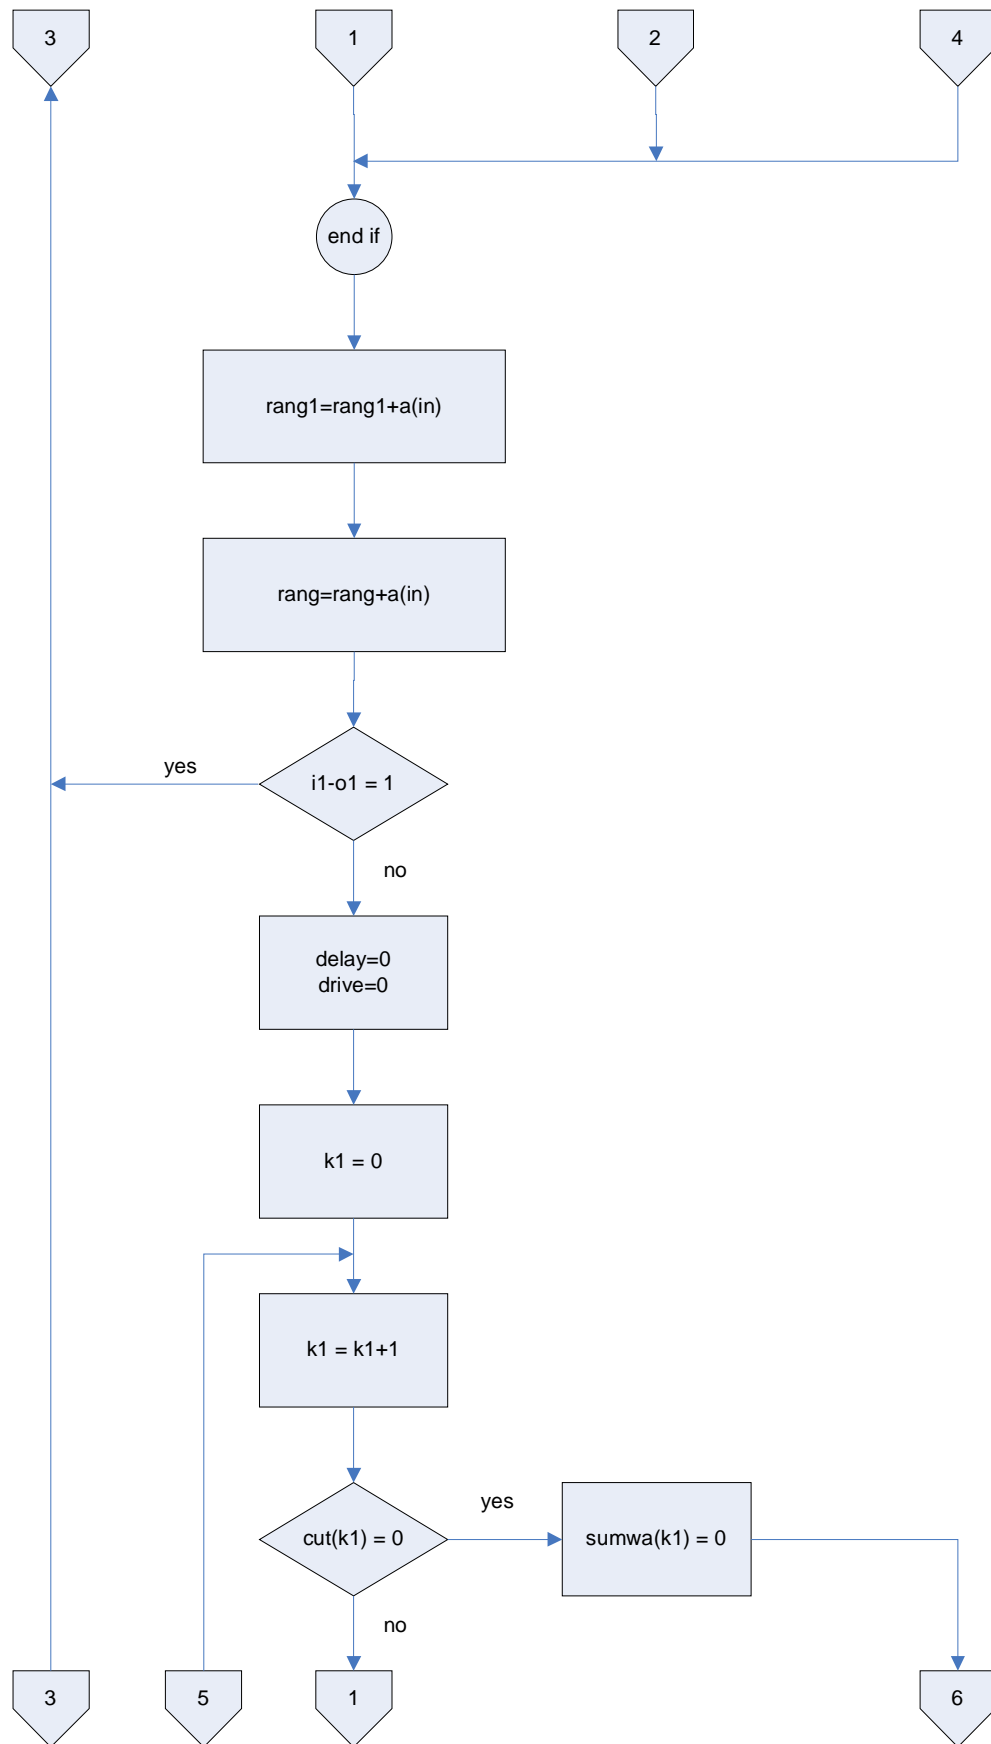 3
1
2
4
end if
rang1=rang1+a(in)
rang=rang+a(in)
yes
i1-o1 = 1
no
delay=0
drive=0
k1 = 0
k1 = k1+1
cut(k1) = 0
yes
sumwa(k1) = 0
no
3
5
1
6